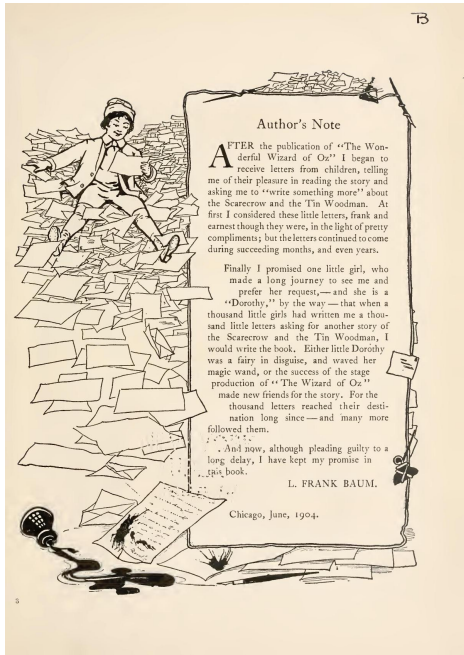 B
Author's Note
AFTER the publication of "The Won-
derful Wizard of Oz" I began to
receive letters from children, telling
me of their pleasure in reading the story and
asking me to "write something more" about
the Scarecrow and the Tin Woodman. At
first I considered these little letters, frank and
earnest though they were, in the light of pretty
compliments; but the letters continued to come
during succeeding months, and even years.
Finally I promised one little girl, who
made a long journey to see me and
prefer her request,—and she is a
"Dorothy," by the way—that when a
thousand little girls had written me a thou-
sand little letters asking for another story of
the Scarecrow and the Tin Woodman, I
would write the book. Either little Dorothy
was a fairy in disguise, and waved her
magic wand, or the success of the stage
production of "The Wizard of Oz"
made new friends for the story. For the
thousand letters reached their desti-
nation long since—and many more
followed them.
And now, although pleading guilty to a
long delay, I have kept my promise in
this book.
L. FRANK BAUM.
Chicago, June, 1904.